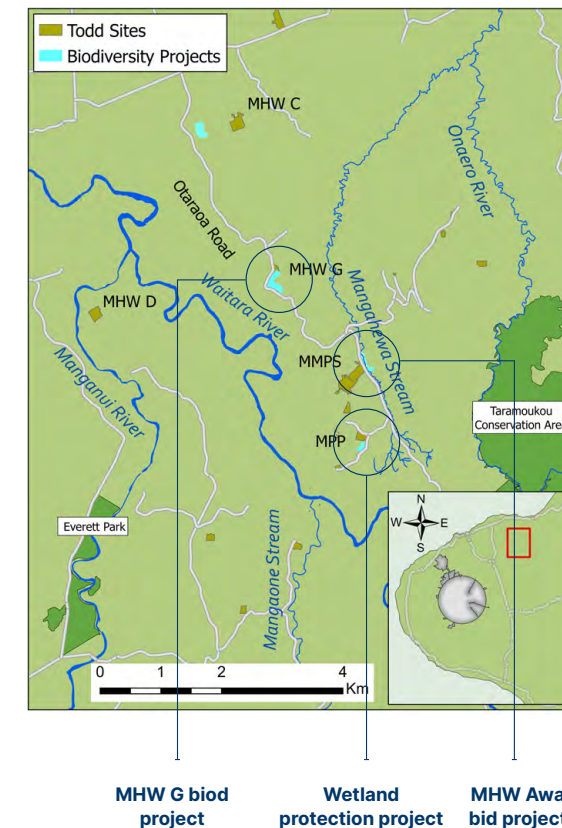 Todd Sites
Biodiversity Projects
MHW C
Onaero River
Otaraoa Road
MHW G
Waitara River
MHW D
Mangahewa Stream
MMPS
Manganui River
Taramoukou
Conservation Area
MPP
N
W E
S
Everett Park
Mangaone Stream
0 1 2 4
Km
MHW G biod
project
Wetland
protection project
MHW Awa
bid project